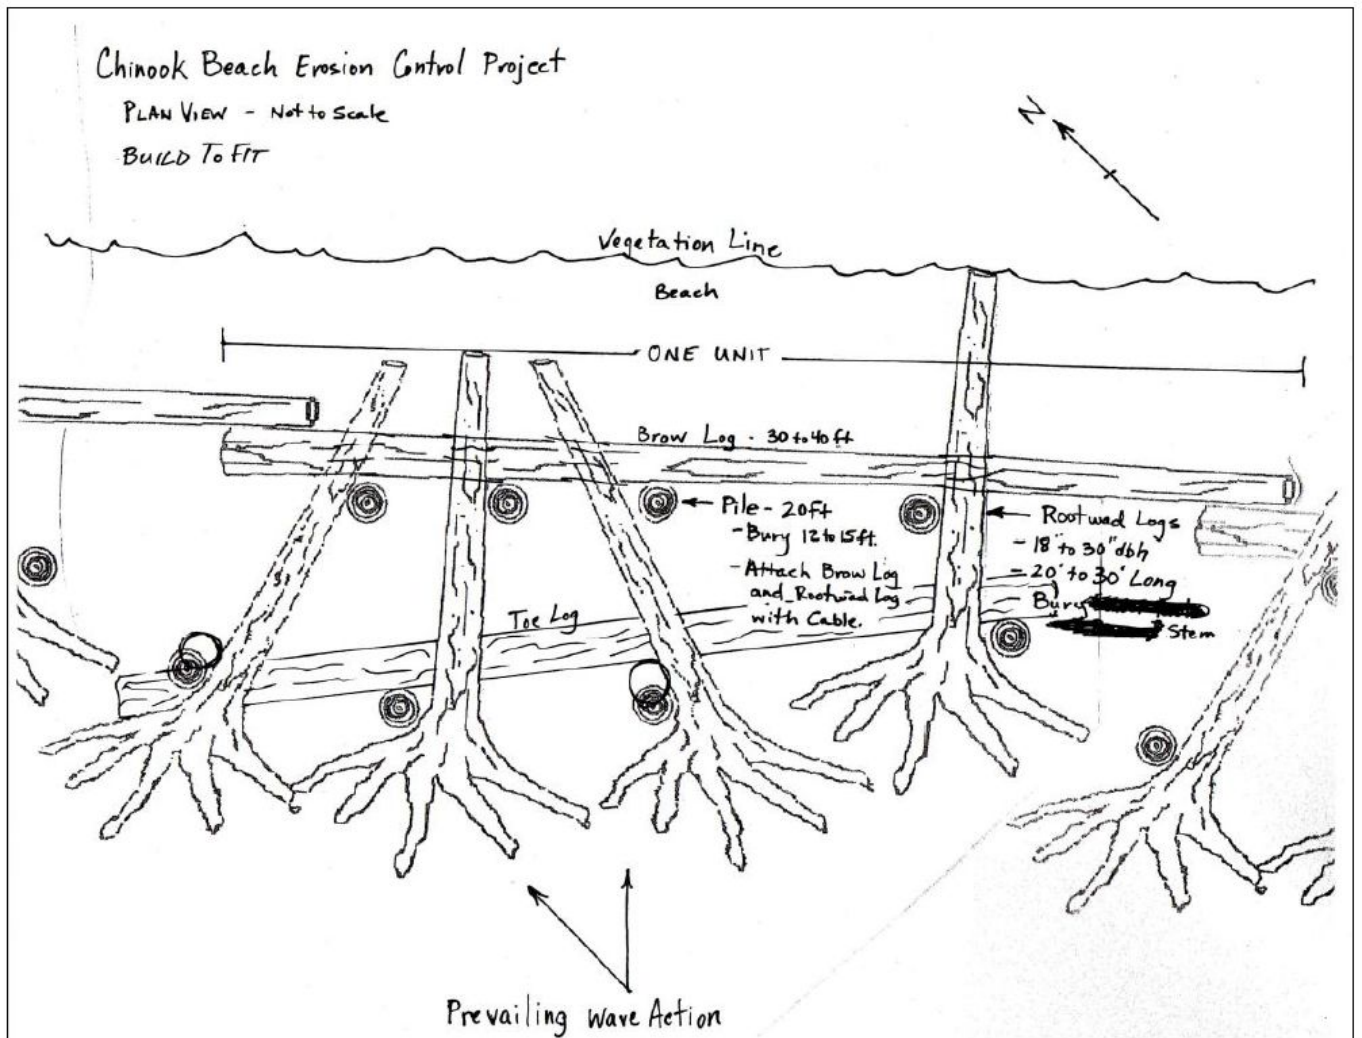 Chinook Beach Erosion Control Project
PLAN VIEW - Not to Scale
BUILD TO FIT
N
Vegetation Line
Beach
ONE UNIT
Brow Log - 30 to 40 ft
Pile - 20ft
- Bury 12 to 15ft.
- Attach Brow Log
and Rootwad Log
with Cable.
Rootwad Logs
- 18" to 30" dbh
- 20' to 30' Long
Bury
Stem
Toe Log
Prevailing Wave Action